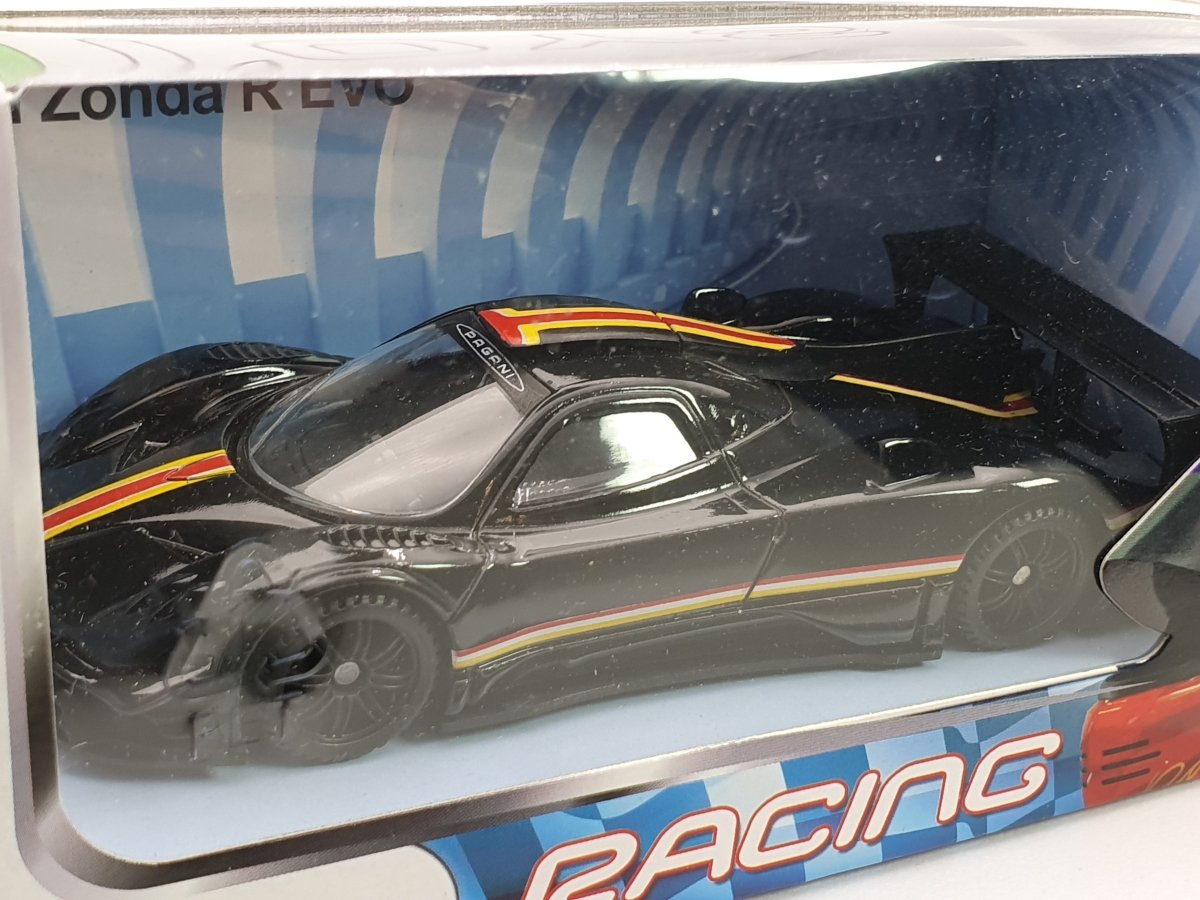 Zonda R Evo
PAGANI
RACING